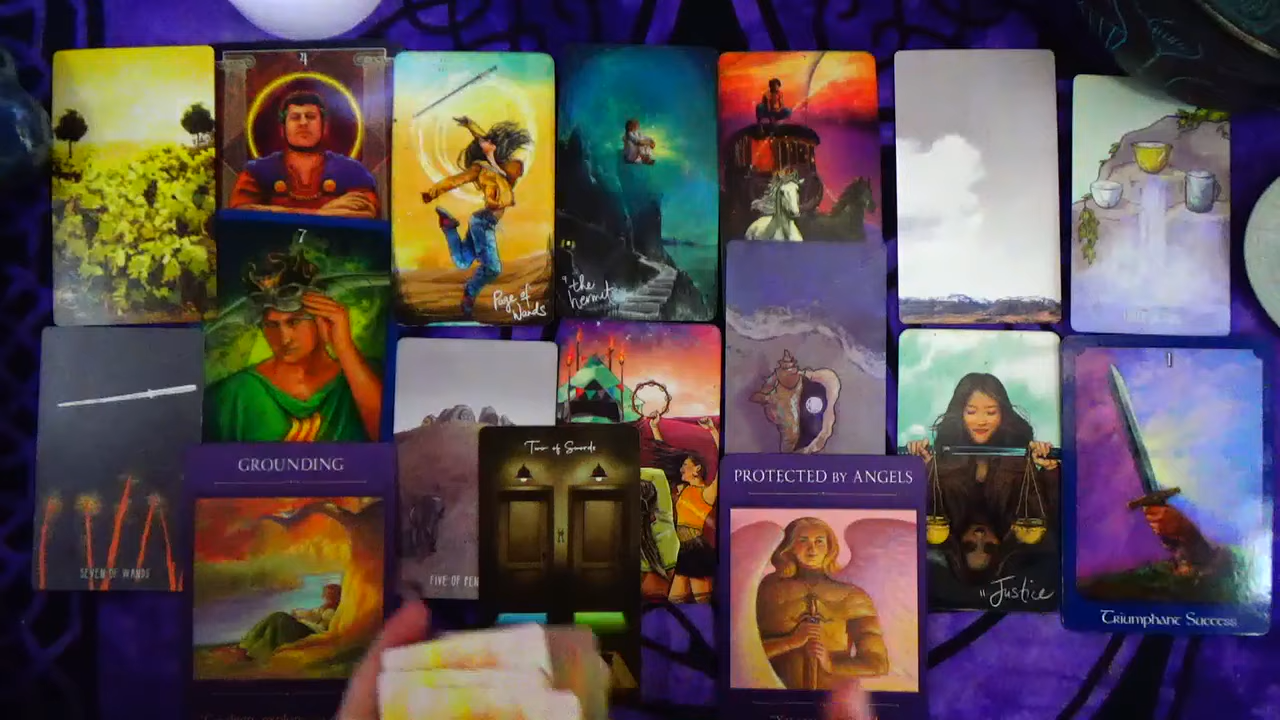 4
Page of
Wands
"the
hermit"
7
1
SEVEN OF WANDS
GROUNDING
FIVE OF PEN
Two of Swords
PROTECTED BY ANGELS
"Justice
Triumphant Success